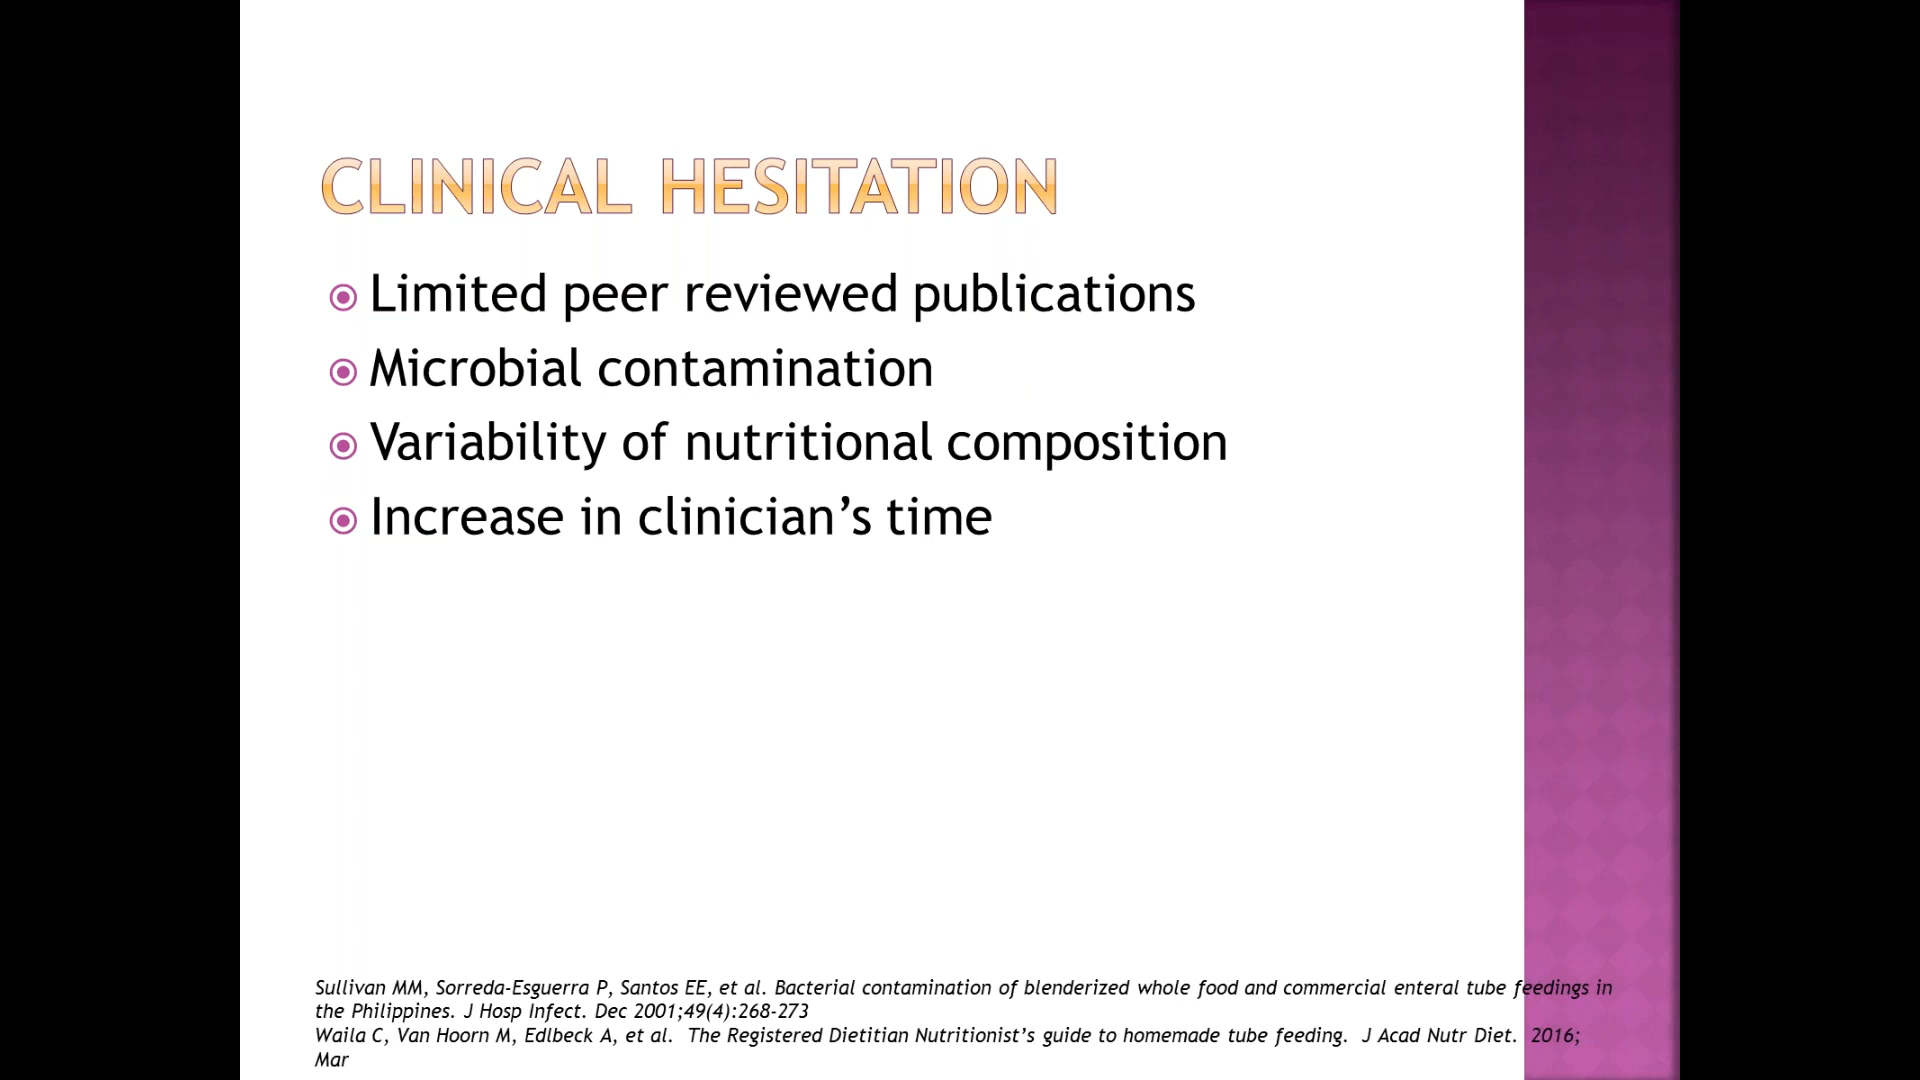 CLINICAL HESITATION
Limited peer reviewed publications
Microbial contamination
Variability of nutritional composition
Increase in clinician’s time
Sullivan MM, Sorreda-Esguerra P, Santos EE, et al. Bacterial contamination of blenderized whole food and commercial enteral tube feedings in
the Philippines. J Hosp Infect. Dec 2001;49(4):268-273
Waila C, Van Hoorn M, Edlbeck A, et al. The Registered Dietitian Nutritionist’s guide to homemade tube feeding. J Acad Nutr Diet. 2016;
Mar